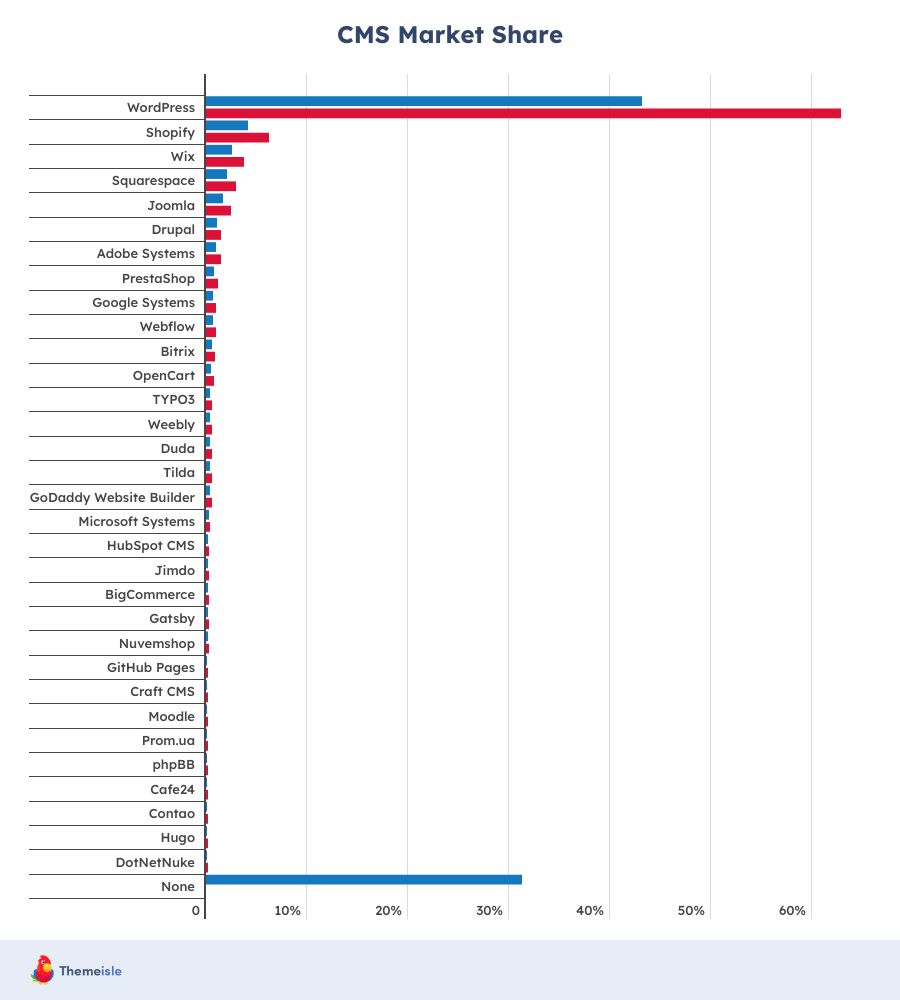 CMS Market Share
WordPress
Shopify
Wix
Squarespace
Joomla
Drupal
Adobe Systems
PrestaShop
Google Systems
Webflow
Bitrix
OpenCart
TYPO3
Weebly
Duda
Tilda
GoDaddy Website Builder
Microsoft Systems
HubSpot CMS
Jimdo
BigCommerce
Gatsby
Nuvemshop
GitHub Pages
Craft CMS
Moodle
Prom.ua
phpBB
Cafe24
Contao
Hugo
DotNetNuke
None
0 10% 20% 30% 40% 50% 60%
Themeisle